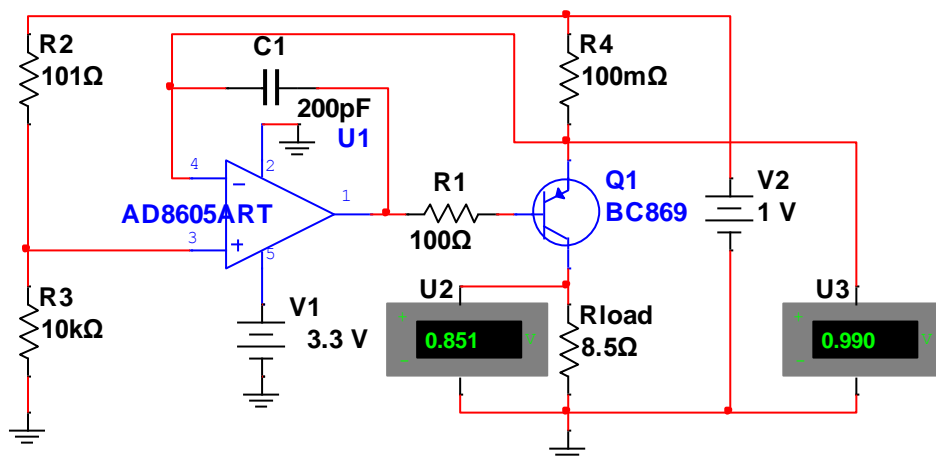 R2
101Ω
C1
200pF
R4
100mΩ
U1
4
2
1
3
5
AD8605ART
R1
100Ω
Q1
BC869
V2
1 V
R3
10kΩ
V1
3.3 V
U2
+
0.851
V
Rload
8.5Ω
U3
+
0.990
V